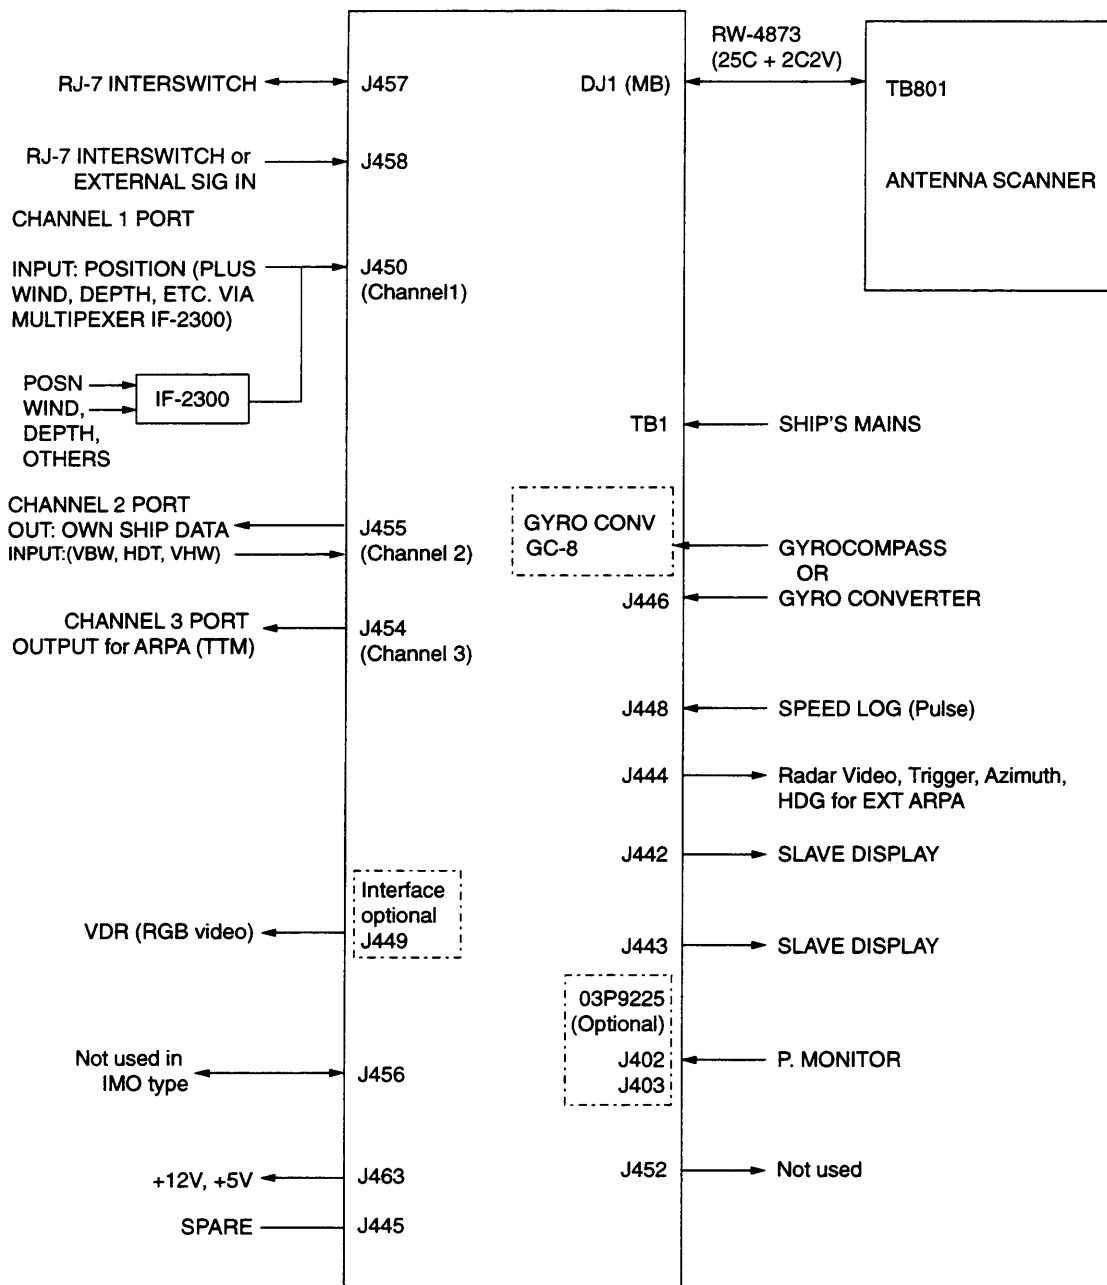 RJ-7 INTERSWITCH
J457
RJ-7 INTERSWITCH or
EXTERNAL SIG IN
J458
CHANNEL 1 PORT
INPUT: POSITION (PLUS
WIND, DEPTH, ETC. VIA
MULTIPEXER IF-2300)
J450
(Channel1)
POSN
WIND,
DEPTH,
OTHERS
IF-2300
CHANNEL 2 PORT
OUT: OWN SHIP DATA
INPUT:(VBW, HDT, VHW)
J455
(Channel 2)
CHANNEL 3 PORT
OUTPUT for ARPA (TTM)
J454
(Channel 3)
Interface
optional
J449
VDR (RGB video)
Not used in
IMO type
J456
+12V, +5V
J463
SPARE
J445
DJ1 (MB)
RW-4873
(25C + 2C2V)
TB801
ANTENNA SCANNER
TB1
SHIP'S MAINS
GYRO CONV
GC-8
GYROCOMPASS
OR
GYRO CONVERTER
J446
J448
SPEED LOG (Pulse)
J444
Radar Video, Trigger, Azimuth,
HDG for EXT ARPA
J442
SLAVE DISPLAY
J443
SLAVE DISPLAY
03P9225
(Optional)
J402
J403
P. MONITOR
J452
Not used